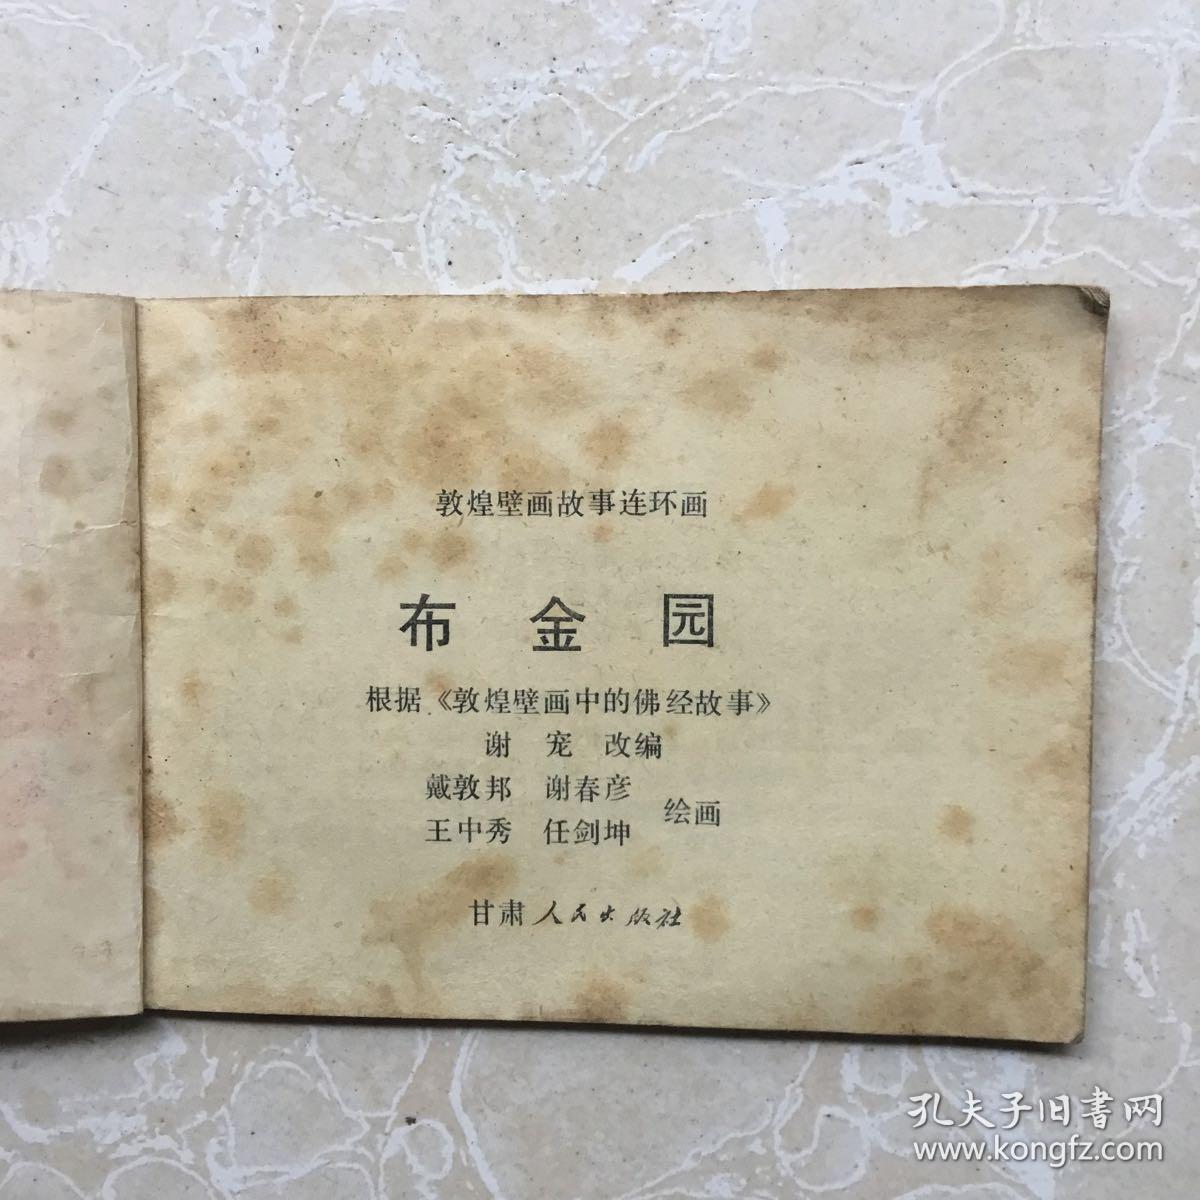 敦煌壁画故事连环画
布金园
根据《敦煌壁画中的佛经故事》
谢宠 改编
戴敦邦 谢春彦
王中秀 任剑坤
绘画
甘肃人民出版社
孔夫子旧書网
www.kongfz.com